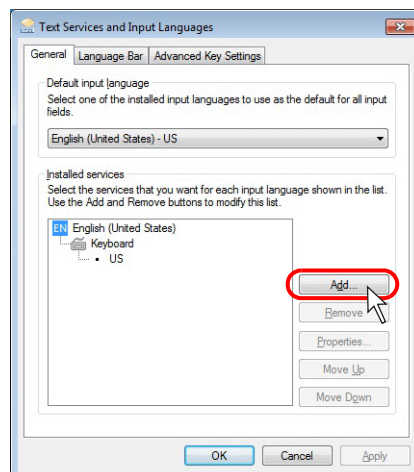 Text Services and Input Languages
General
Language Bar
Advanced Key Settings
Default input language
Select one of the installed input languages to use as the default for all input
fields.
English (United States) - US
Installed services
Select the services that you want for each input language shown in the list.
Use the Add and Remove buttons to modify this list.
EN English (United States)
Keyboard
US
Add...
Remove
Properties...
Move Up
Move Down
OK
Cancel
Apply